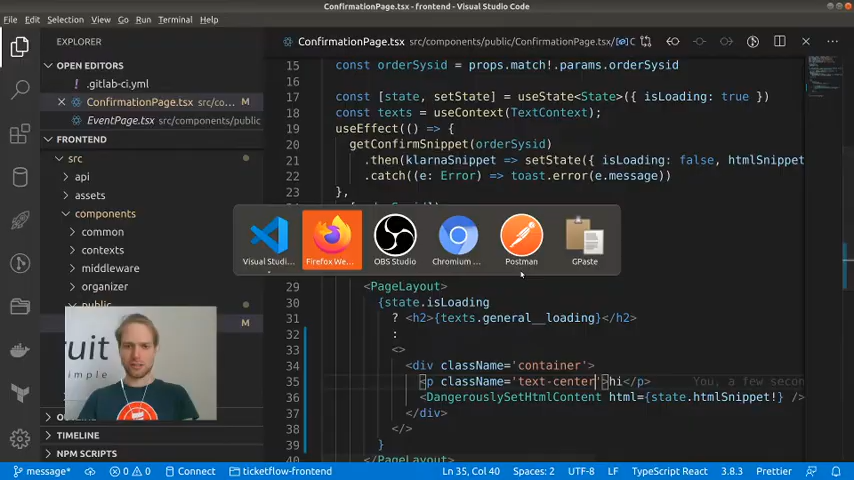 ConfirmationPage.tsx - frontend - Visual Studio Code
File Edit Selection View Go Run Terminal Help
EXPLORER
OPEN EDITORS
.gitlab-ci.yml
ConfirmationPage.tsx src/co... M
EventPage.tsx src/components/public
FRONTEND
src
api
assets
components
common
contexts
middleware
organizer
public
M
TIMELINE
NPM SCRIPTS
ConfirmationPage.tsx src/components/public/ConfirmationPage.tsx/
15 const orderSysid = props.match!.params.orderSysid
16
17 const [state, setState] = useState<State>({ isLoading: true })
18 const texts = useContext(TextContext);
19 useEffect(() => {
20 getConfirmSnippet(orderSysid)
21 .then(klarnaSnippet => setState({ isLoading: false, htmlSnippet
22 .catch((e: Error) => toast.error(e.message))
23 },
Visual Studi... Firefox We... OBS Studio Chromium ... Postman GPaste
29 <PageLayout>
30 {state.isLoading
31 ? <h2>{texts.general__loading}</h2>
32 :
33 <>
34 <div className='container'>
35 <p className='text-center'>hi</p> You, a few secon
36 <DangerouslySetHtmlContent html={state.htmlSnippet!} />
37 </div>
38 </>
39 }
40 </PageLayout>
ruit
simple
message* 0 0 Connect ticketflow-frontend Ln 35, Col 40 Spaces: 2 UTF-8 LF TypeScript React 3.8.3 Prettier